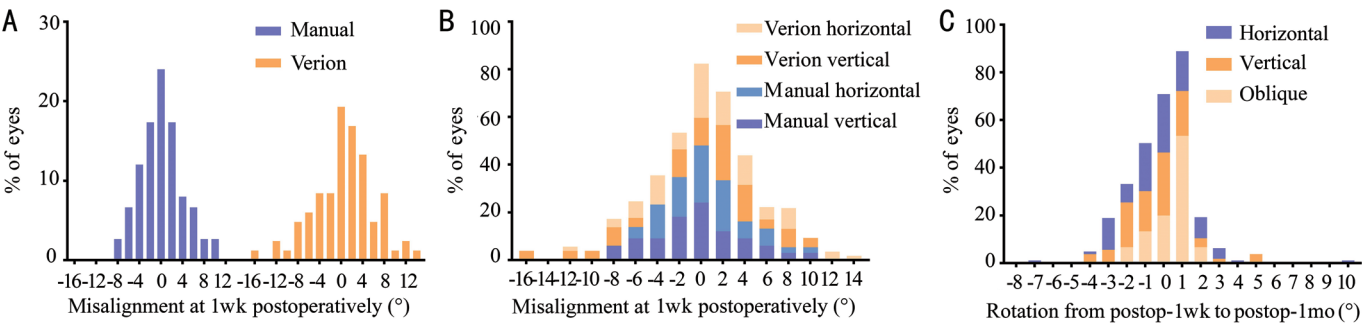 A
30
20
10
0
% of eyes
Manual
Verion
-16-12-8-4 0 4 8 12 -16-12-8-4 0 4 8 12
Misalignment at 1wk postoperatively (°)
B
100
80
60
40
20
0
% of eyes
Verion horizontal
Verion vertical
Manual horizontal
Manual vertical
-16-14-12-10-8 -6 -4 -2 0 2 4 6 8 10 12 14
Misalignment at 1wk postoperatively (°)
C
100
80
60
40
20
0
% of eyes
Horizontal
Vertical
Oblique
-8 -7-6-5-4 -3-2-1 0 1 2 3 4 5 6 7 8 9 10
Rotation from postop-1wk to postop-1mo (°)